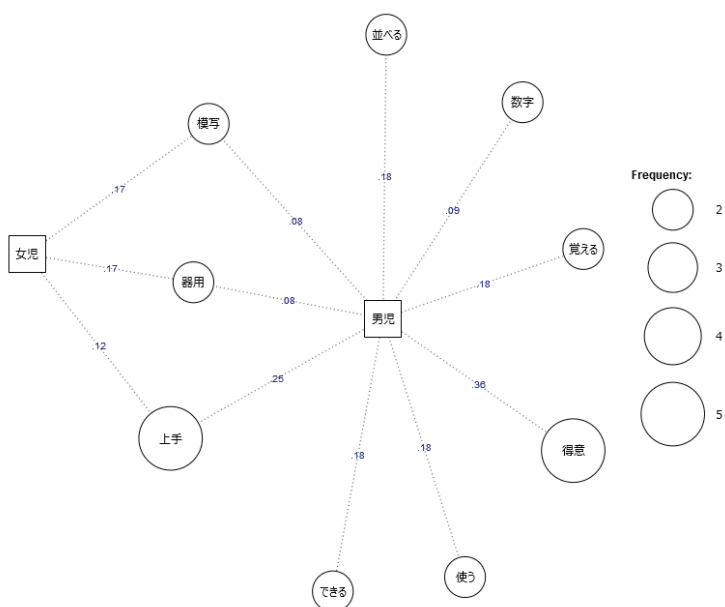 並べる
数字
模写
.18
Frequency:
.17
.09
2
.08
女児
覚える
.17
器用
3
.18
.08
男児
4
.12
.25
.36
5
上手
得意
.18
.18
できる
使う